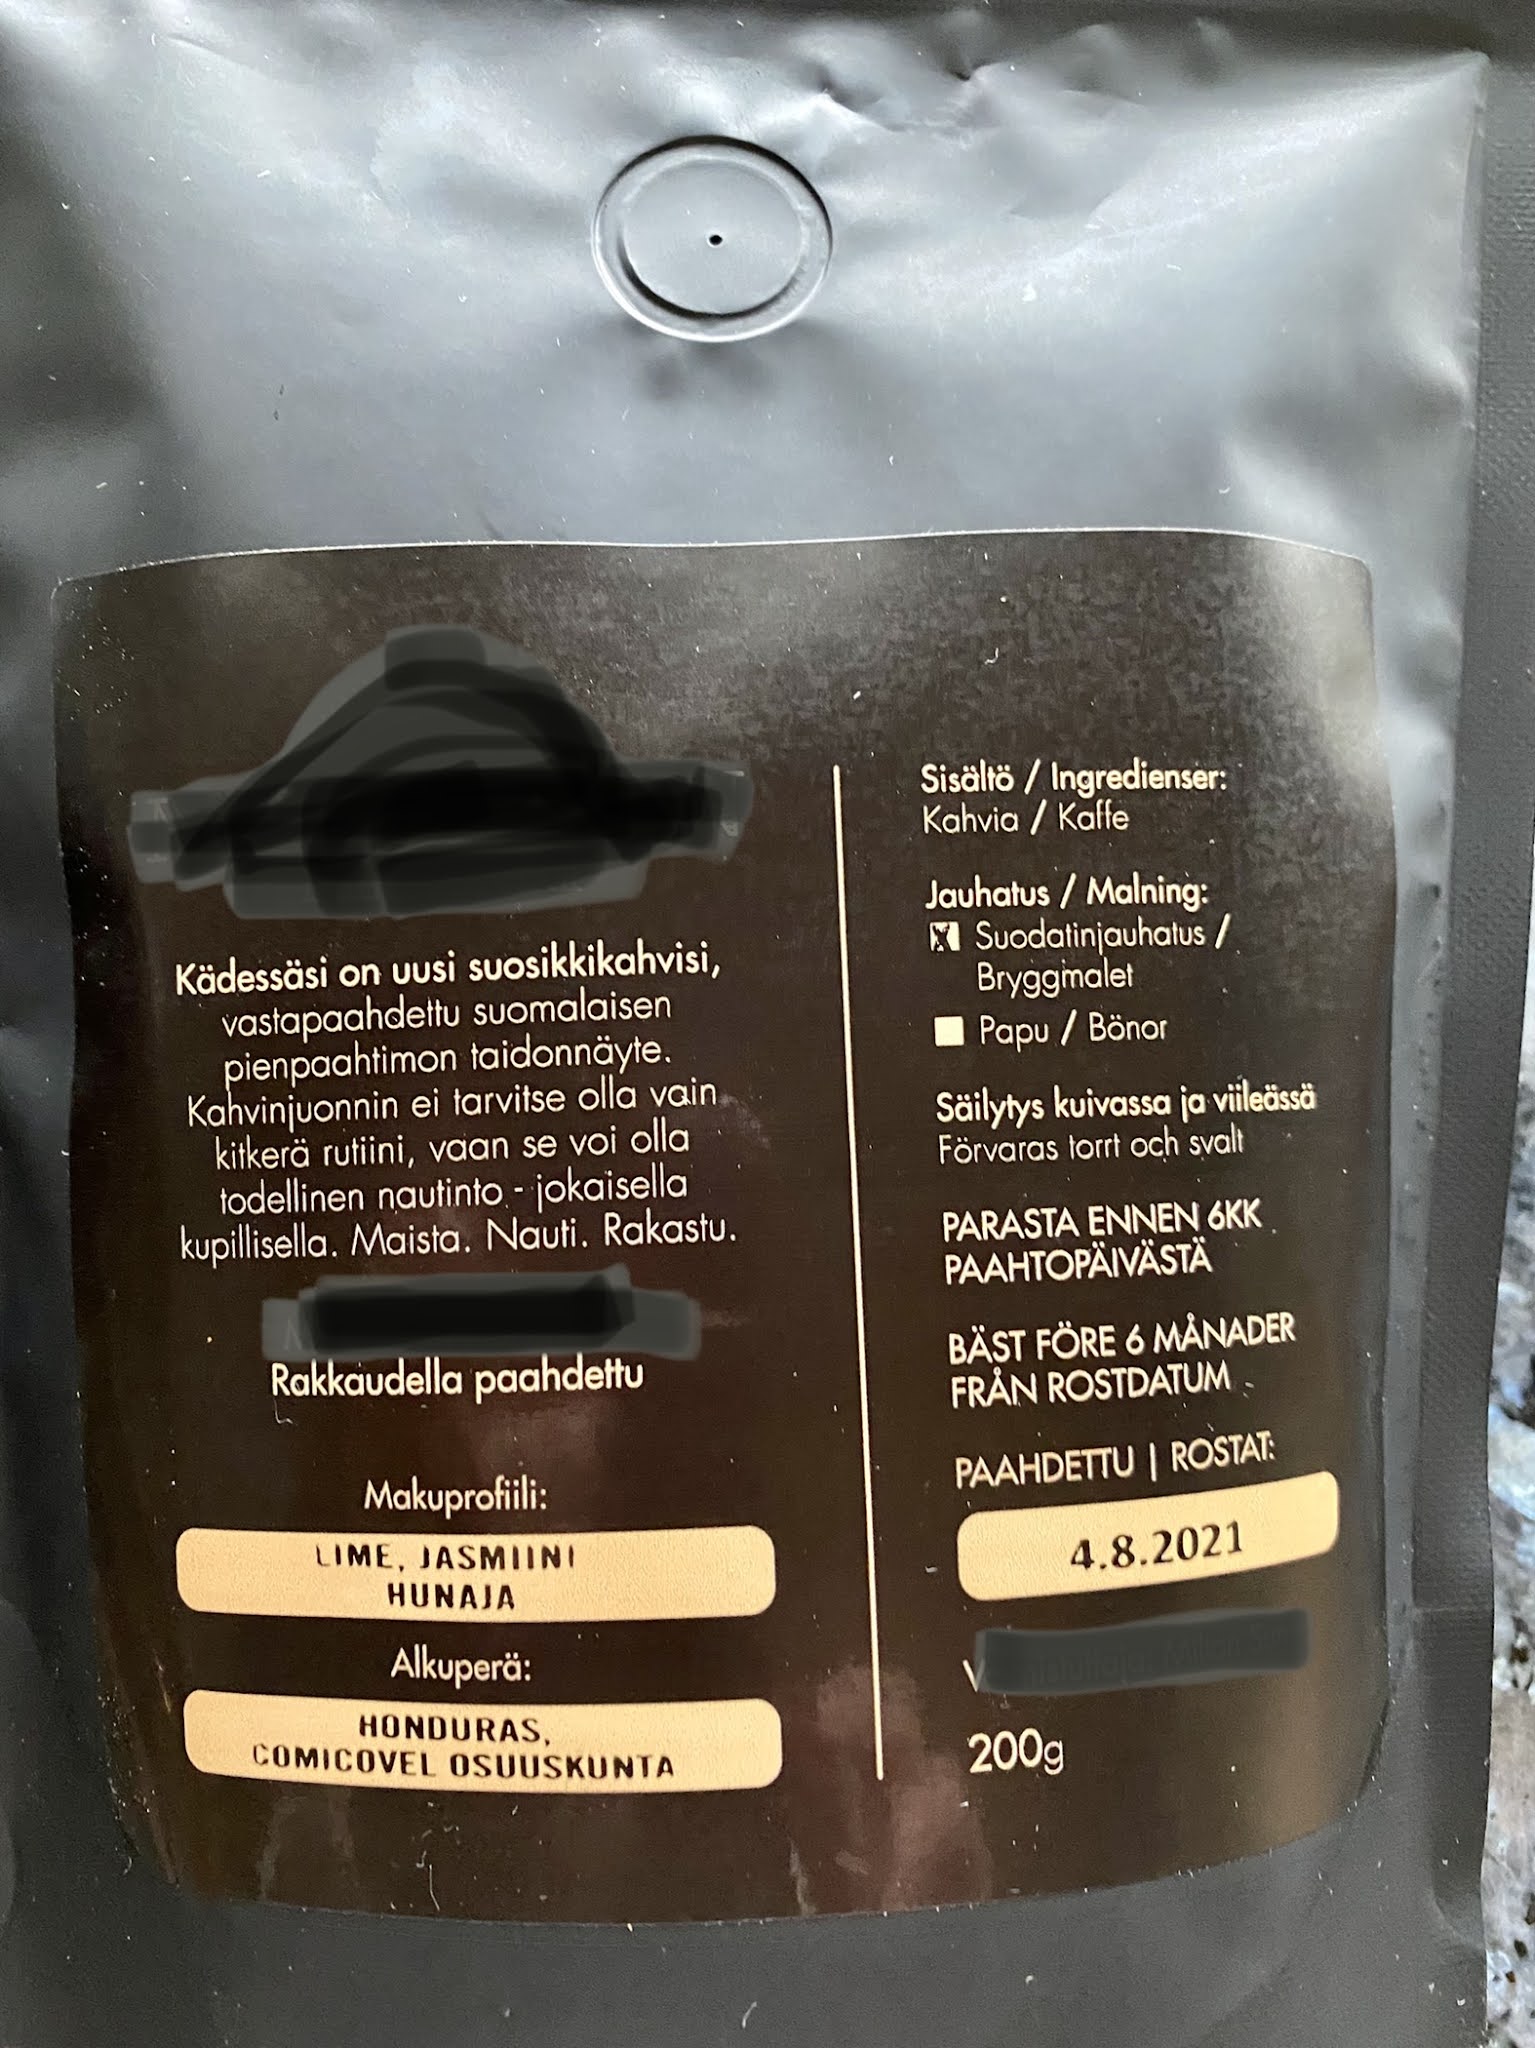 Kädessäsi on uusi suosikkikahvisi,
vastapaahdettu suomalaisen
pienpaahtimon taidonnäyte.
Kahvinjuonnin ei tarvitse olla vain
kitkerä rutiini, vaan se voi olla
todellinen nautinto - jokaisella
kupillisella. Maista. Nauti. Rakastu.
Rakkaudella paahdettu
Makuprofiili:
LIME, JASMIINI
HUNAJA
Alkuperä:
HONDURAS,
COMICOVEL OSUUSKUNTA
Sisältö / Ingredienser:
Kahvia / Kaffe
Jauhatus / Malning:
Suodatinjauhatus /
Bryggmalet
Papu / Bönor
Säilytys kuivassa ja viileässä
Förvaras torrt och svalt
PARASTA ENNEN 6KK
PAAHTOPÄIVÄSTÄ
BÄST FÖRE 6 MÅNADER
FRÅN ROSTDATUM
PAAHDETTU | ROSTAT:
4.8.2021
200g